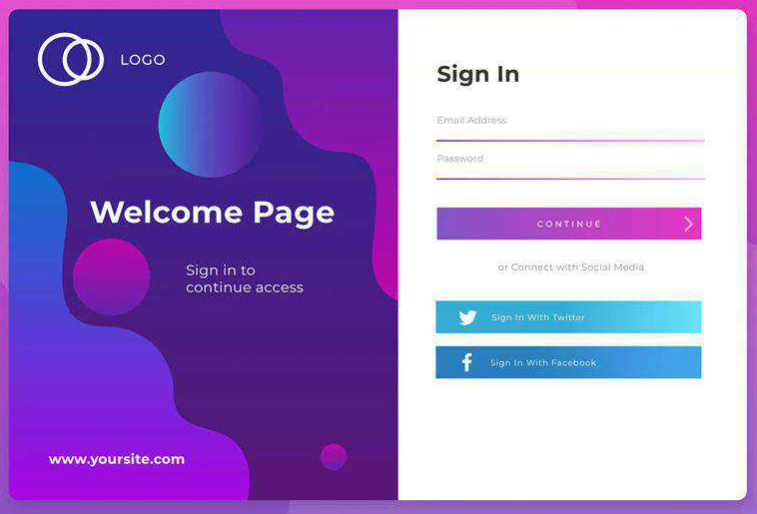 LOGO
Welcome Page
Sign in to
continue access
www.yoursite.com
Sign In
Email Address
Password
CONTINUE
or Connect with Social Media
Sign In With Twitter
Sign In With Facebook